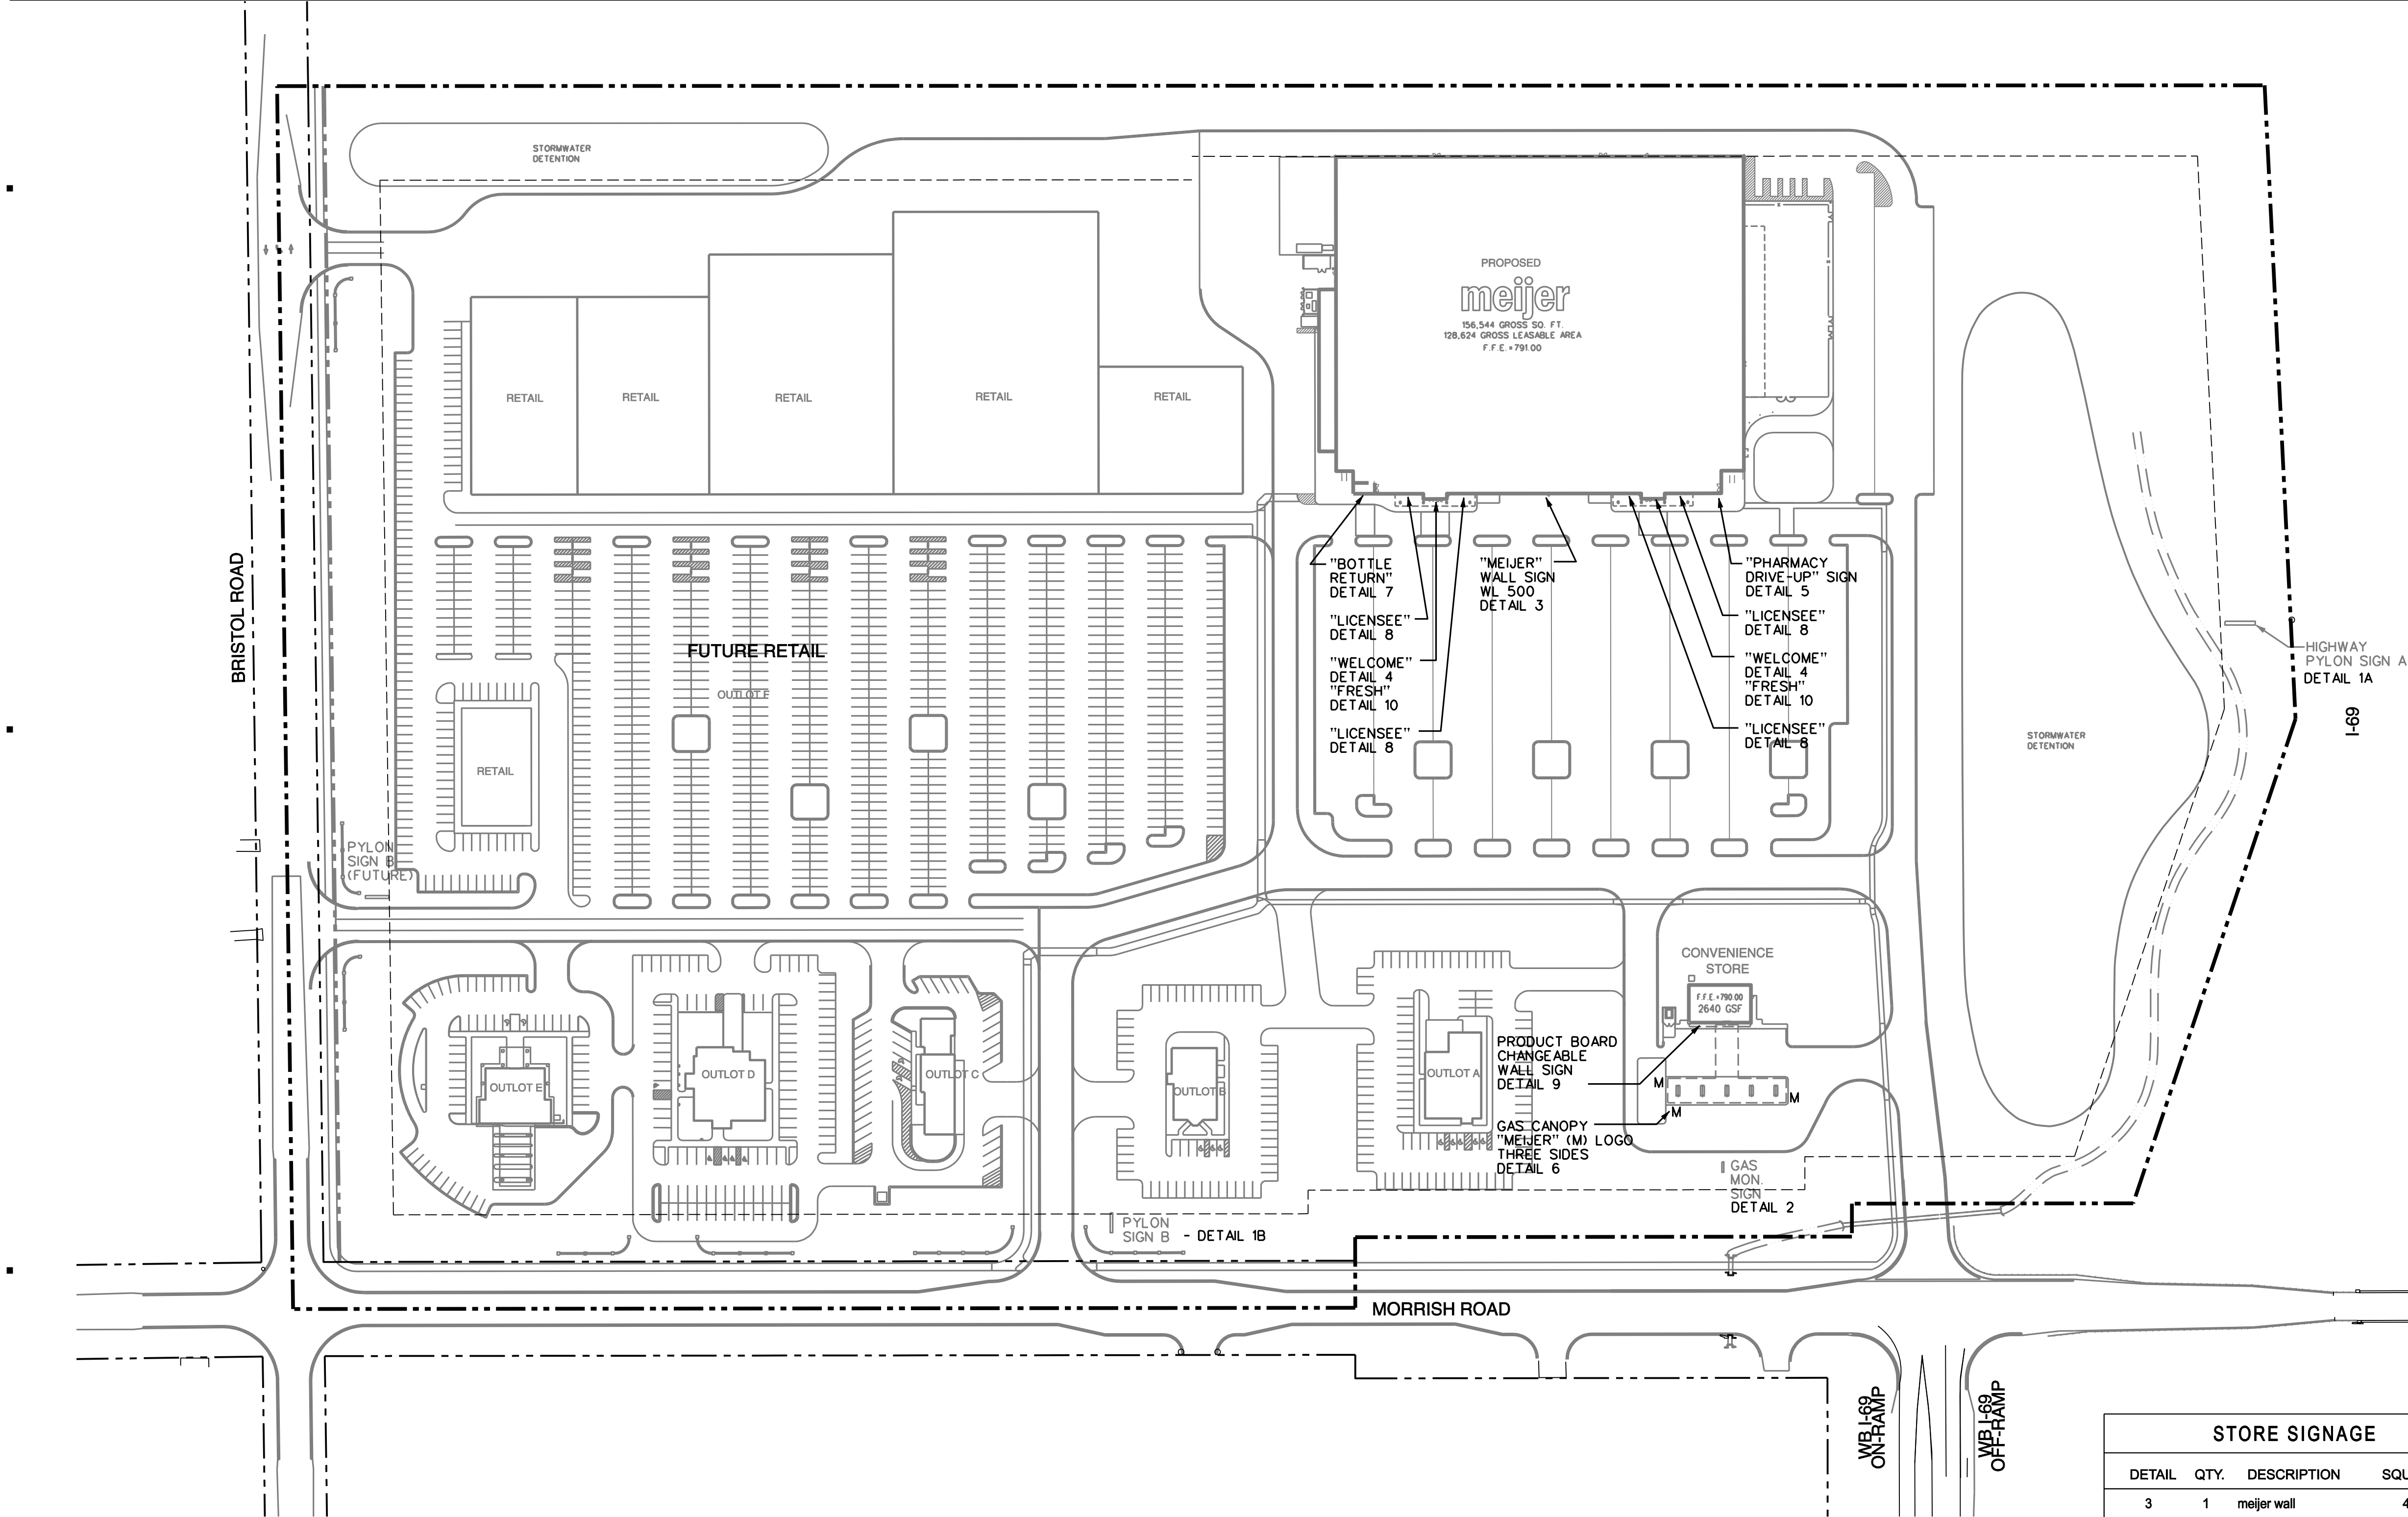 STORMWATER
DETENTION
PROPOSED
meijer
156,544 GROSS SQ. FT.
128,624 GROSS LEASABLE AREA
F.F.E.=791.00
RETAIL
RETAIL
RETAIL
RETAIL
RETAIL
BRISTOL ROAD
"BOTTLE
RETURN"
DETAIL 7
"LICENSEE"
DETAIL 8
"WELCOME"
DETAIL 4
"FRESH"
DETAIL 10
"LICENSEE"
DETAIL 8
"MEIJER"
WALL SIGN
WL 500
DETAIL 3
"PHARMACY
DRIVE-UP" SIGN
DETAIL 5
"LICENSEE"
DETAIL 8
"WELCOME"
DETAIL 4
"FRESH"
DETAIL 10
"LICENSEE"
DETAIL 8
HIGHWAY
PYLON SIGN A
DETAIL 1A
I-69
FUTURE RETAIL
OUTLOT F
STORMWATER
DETENTION
RETAIL
PYLON
SIGN B
(FUTURE)
CONVENIENCE
STORE
F.F.E.=790.00
2640 GSF
OUTLOT E
OUTLOT D
OUTLOT C
OUTLOT B
OUTLOT A
PRODUCT BOARD
CHANGEABLE
WALL SIGN
DETAIL 9
M
M
M
GAS CANOPY
"MEIJER" (M) LOGO
THREE SIDES
DETAIL 6
GAS
MON.
SIGN
DETAIL 2
PYLON
SIGN B - DETAIL 1B
MORRISH ROAD
WB I-69
ON-RAMP
WB I-69
OFF-RAMP
STORE SIGNAGE
DETAIL QTY. DESCRIPTION SQU
3 1 meijer wall 4